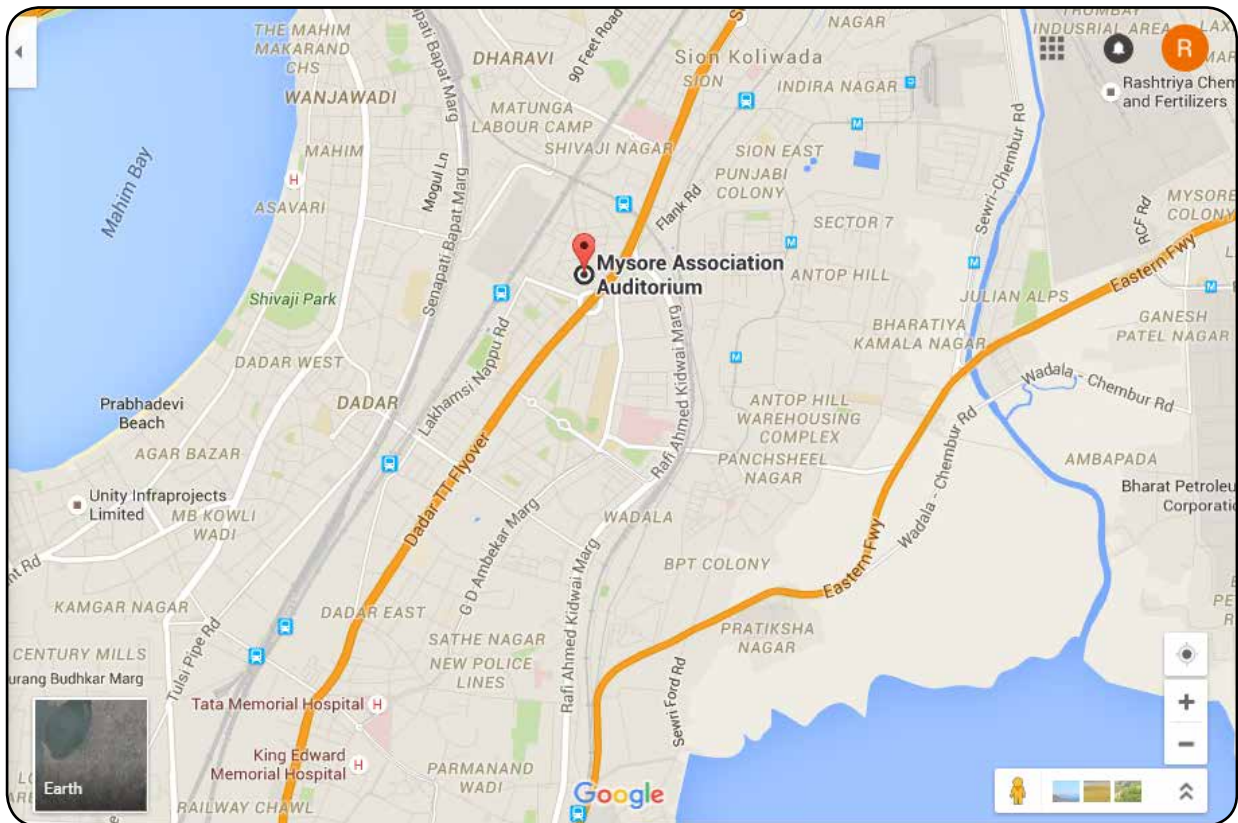 THE MAHIM
MAKARAND
CHS
WANJAWADI
MAHIM
ASAVARI
H
Mahim Bay
Shivaji Park
DADAR WEST
DADAR
Prabhadevi
Beach
AGAR BAZAR
Unity Infraprojects
Limited
MB KOWLI
WADI
KAMGAR NAGAR
CENTURY MILLS
Tulsi Pipe Rd
Earth
RAILWAY CHAWL
Tata Memorial Hospital
H
King Edward
Memorial Hospital
H
Senapati Bapat Marg
Mogul Ln
DHARAVI
90 Feet Road
MATUNGA
LABOUR CAMP
SHIVAJI NAGAR
Sion Koliwada
SION
NAGAR
INDIRA NAGAR
SION EAST
PUNJABI
COLONY
SECTOR 7
Flank Rd
Mysore Association
Auditorium
ANTOP HILL
M
M
M
M
M
BHARATIYA
KAMALA NAGAR
JULIAN ALPS
Sewri-Chembur Rd
INDUSRIAL AREA
R
Rashtriya Chem
and Fertilizers
MYSORE
COLONY
RCF Rd
Eastern Fwy
GANESH
PATEL NAGAR
Wadala - Chembur Rd
Lakhamsi Nappu Rd
Dadar TT Flyover
Rafi Ahmed Kidwai Marg
ANTOP HILL
WAREHOUSING
COMPLEX
PANCHSHEEL
NAGAR
Wadala - Chembur Rd
AMBAPADA
Bharat Petroleu
Corporatio
G D Ambekar Marg
WADALA
BPT COLONY
Eastern Fwy
PRATIKSHA
NAGAR
DADAR EAST
SATHE NAGAR
NEW POLICE
LINES
Rafi Ahmed Kidwai Marg
Sewri Ford Rd
PARMANAND
WADI
Google